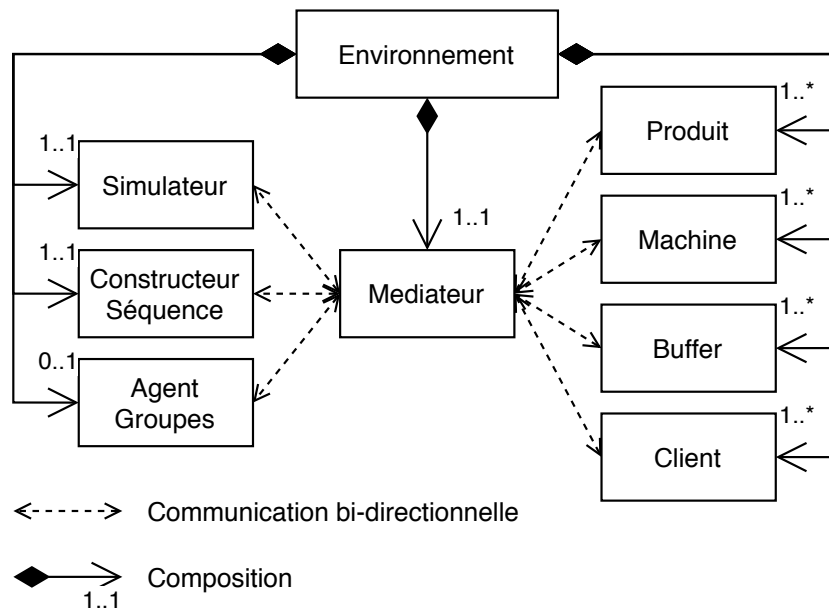 Environnement
1..*
Produit
1..1
Simulateur
1..*
Machine
1..1
1..1
Constructeur
Séquence
Mediateur
1..*
Buffer
0..1
Agent
Groupes
1..*
Client
Communication bi-directionnelle
Composition
1..1